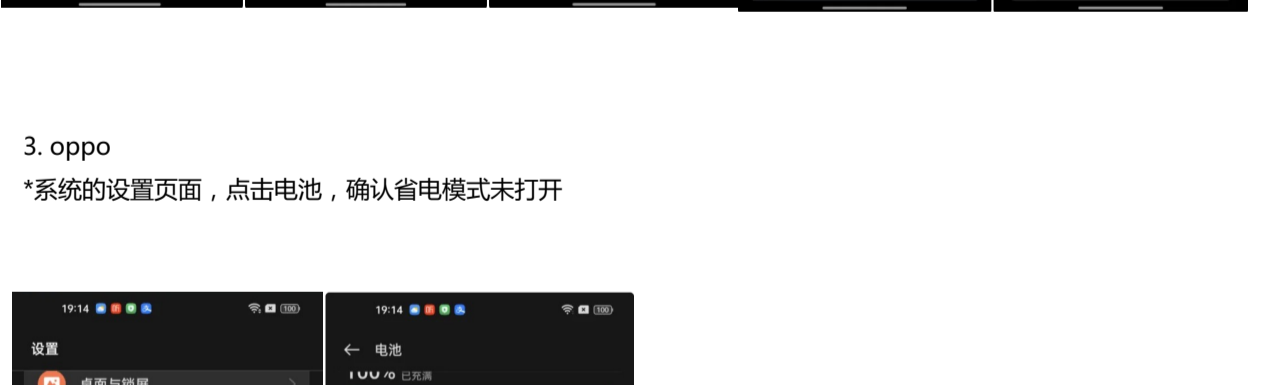 3. oppo
*系统的设置页面，点击电池，确认省电模式未打开
19:14
100
19:14
100
设置
电池
100% 已充满
桌面与锁屏